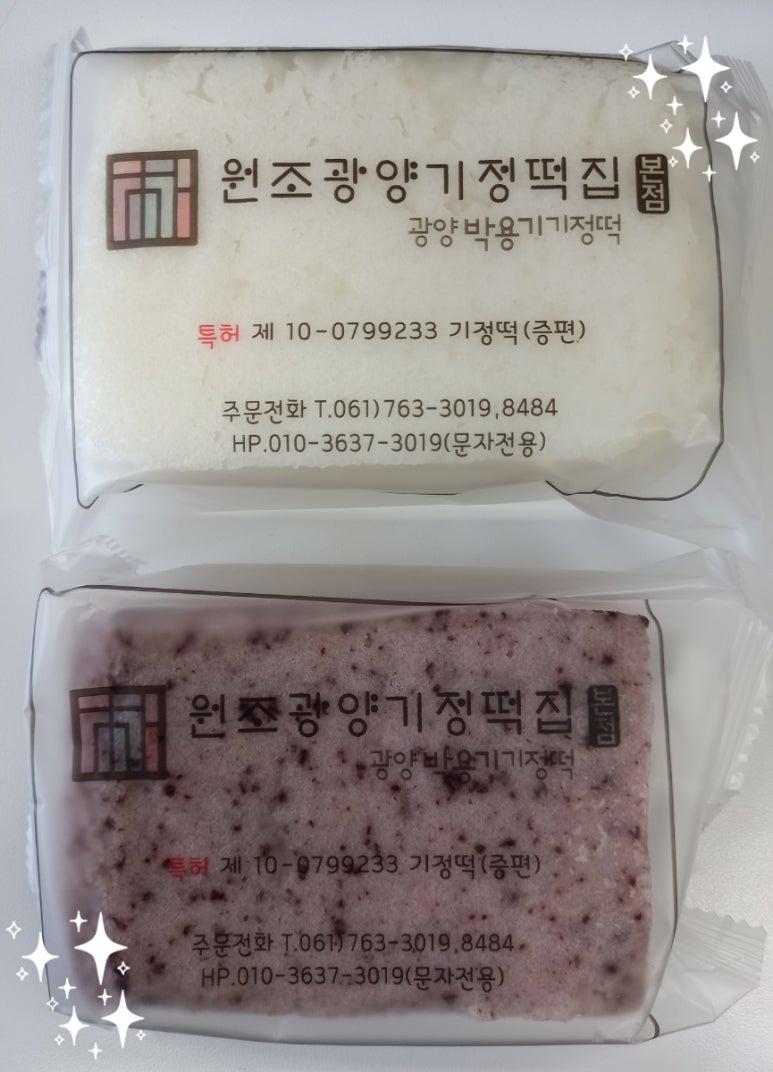 원조광양기정떡집 본점
광양박용기기정떡
특허 제 10-0799233 기정떡(증편)
주문전화 T.061)763-3019,8484
HP.010-3637-3019(문자전용)
원조광양기정떡집 본점
광양박용기기정떡
특허 제 10-0799233 기정떡(증편)
주문전화 T.061)763-3019,8484
HP.010-3637-3019(문자전용)